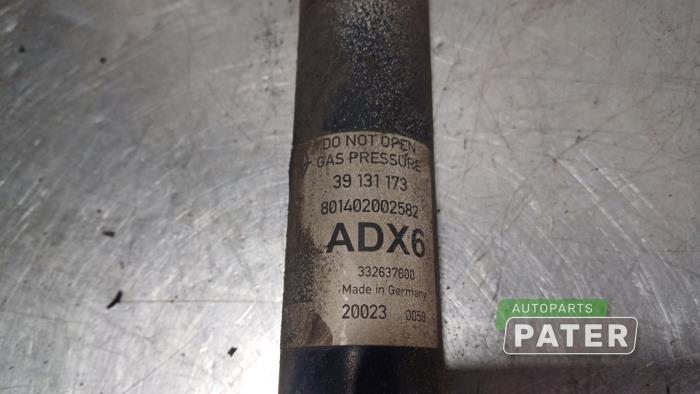 DO NOT OPEN
GAS PRESSURE
39 131 173
801402002582
ADX6
332637800
Made in Germany
20023 0059
AUTOPARTS
PATER